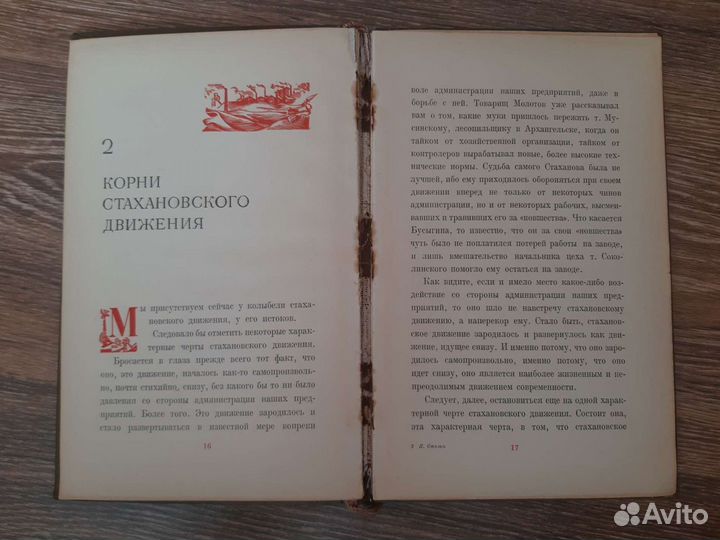 2
КОРНИ
СТАХАНОВСКОГО
ДВИЖЕНИЯ
Мы присутствуем сейчас у колыбели стаха-
новского движения, у его истоков.
Следовало бы отметить некоторые харак-
терные черты стахановского движения.
Бросается в глаза прежде всего тот факт, что
оно, это движение, началось как-то самопроизволь-
но, почти стихийно, снизу, без какого бы то ни было
давления со стороны администрации наших пред-
приятий. Более того. Это движение зародилось и
стало развертываться в известной мере вопреки
16
воле администрации наших предприятий, даже в
борьбе с ней. Товарищ Молотов уже рассказывал
вам о том, какие муки пришлось пережить т. Му-
синскому, лесопильщику в Архангельске, когда он
тайком от хозяйственной организации, тайком от
контролеров вырабатывал новые, более высокие тех-
нические нормы. Судьба самого Стаханова была не
лучшей, ибо ему приходилось обороняться при своем
движении вперед не только от некоторых чинов
администрации, но и от некоторых рабочих, высмеи-
вавших и травивших его за «новшества». Что касается
Бусыгина, то известно, что он за свои «новшества»
чуть было не поплатился потерей работы на заводе,
и лишь вмешательство начальника цеха т. Соко-
линского помогло ему остаться на заводе.
Как видите, если и имело место какое-либо воз-
действие со стороны администрации наших пред-
приятий, то оно шло не навстречу стахановскому
движению, а наперекор ему. Стало быть, стаханов-
ское движение зародилось и развернулось как дви-
жение, идущее снизу. И именно потому, что оно заро-
дилось самопроизвольно, именно потому, что оно
идет снизу, оно является наиболее жизненным и не-
преодолимым движением современности.
Следует, далее, остановиться еще на одной харак-
терной черте стахановского движения. Состоит она,
эта характерная черта, в том, что стахановское
17
Avito